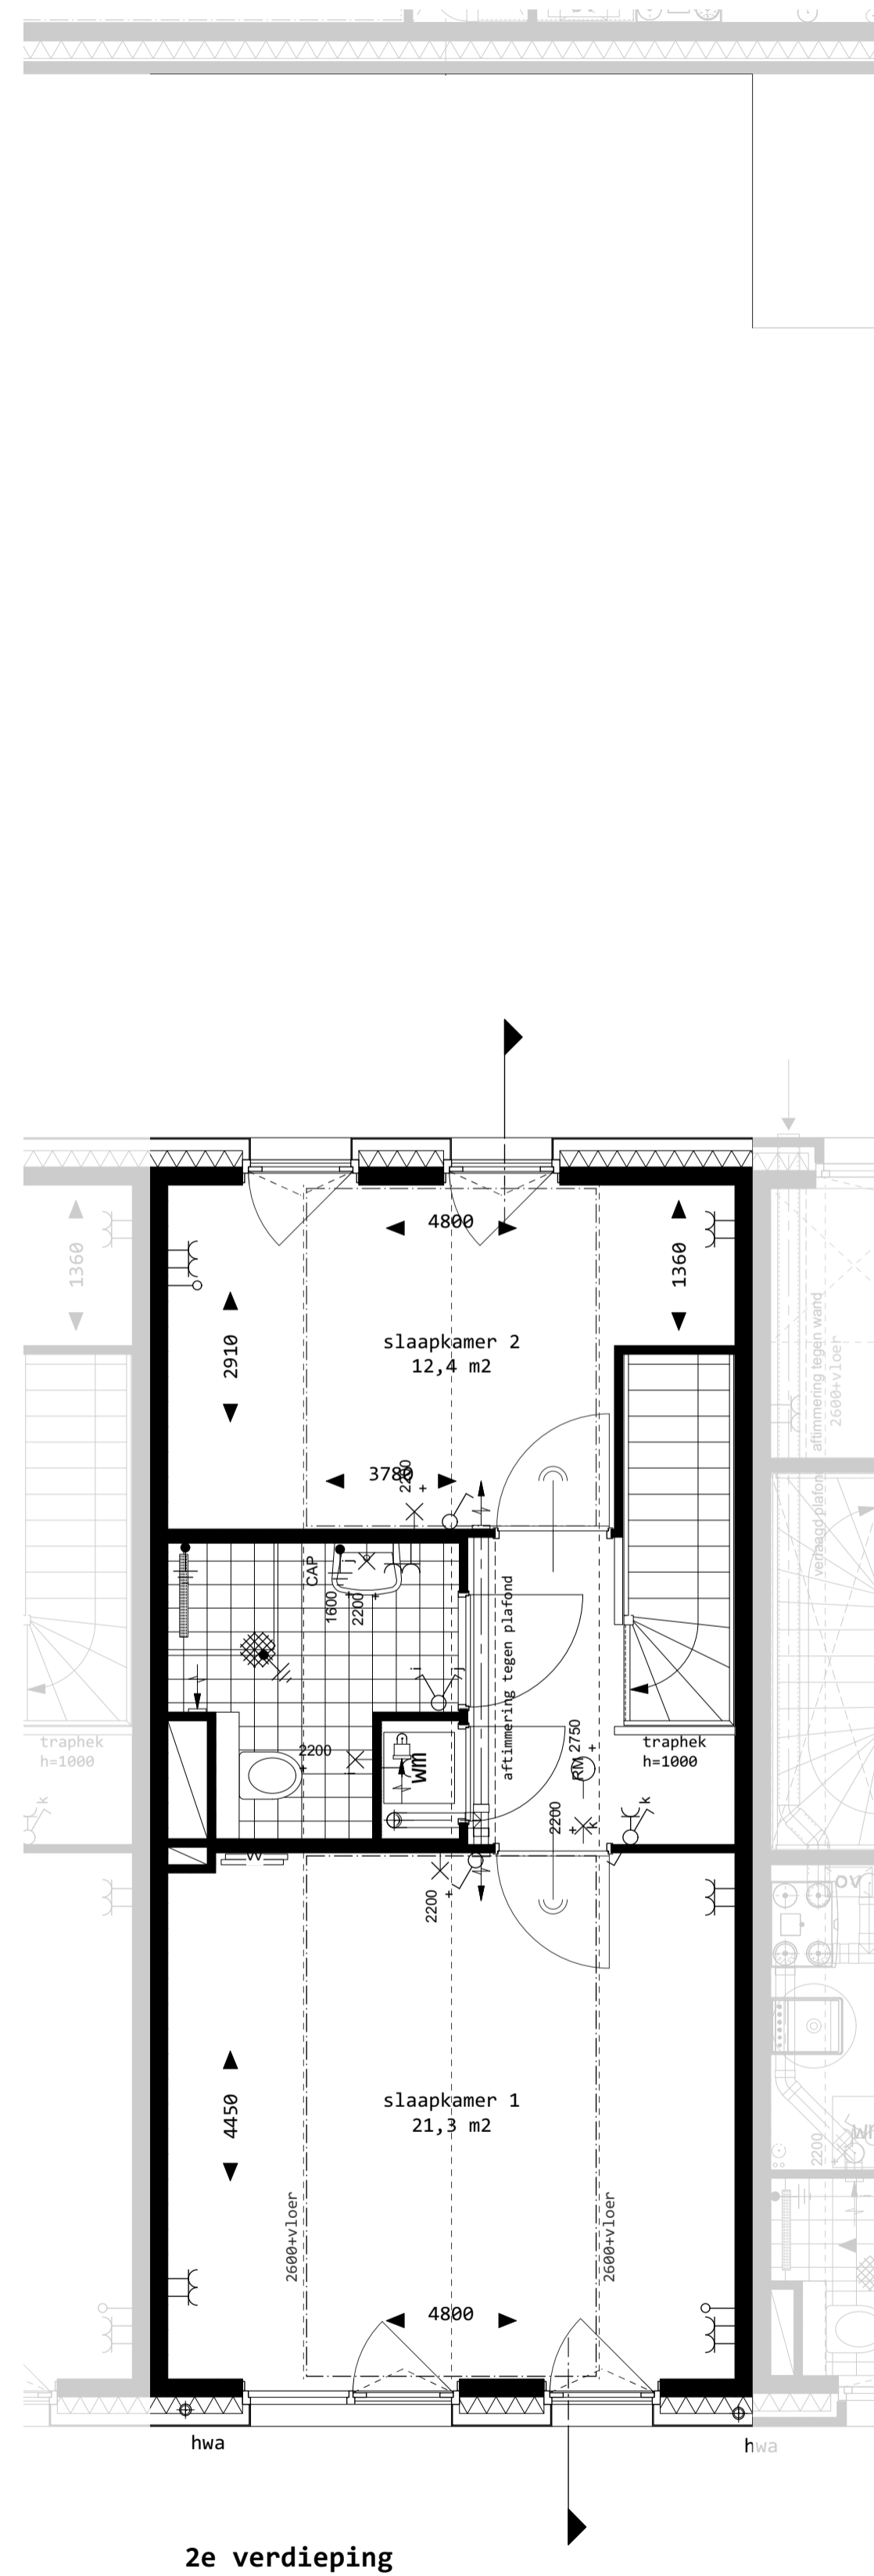 4800
1360
1360
2910
slaapkamer 2
12,4 m2
3780
2200
+
aftimmering tegen wand
2600+vloer
verlaagd plafond
CAP
j
1600
2200
+
+
aftimmering tegen plafond
j
j
2200
+
wm
RM 2750
+
2200
+
k
k
traphek
h=1000
traphek
h=1000
k
2200
+
slaapkamer 1
21,3 m2
4450
2600+vloer
2600+vloer
4800
2200
+
hwa
hwa
2e verdieping